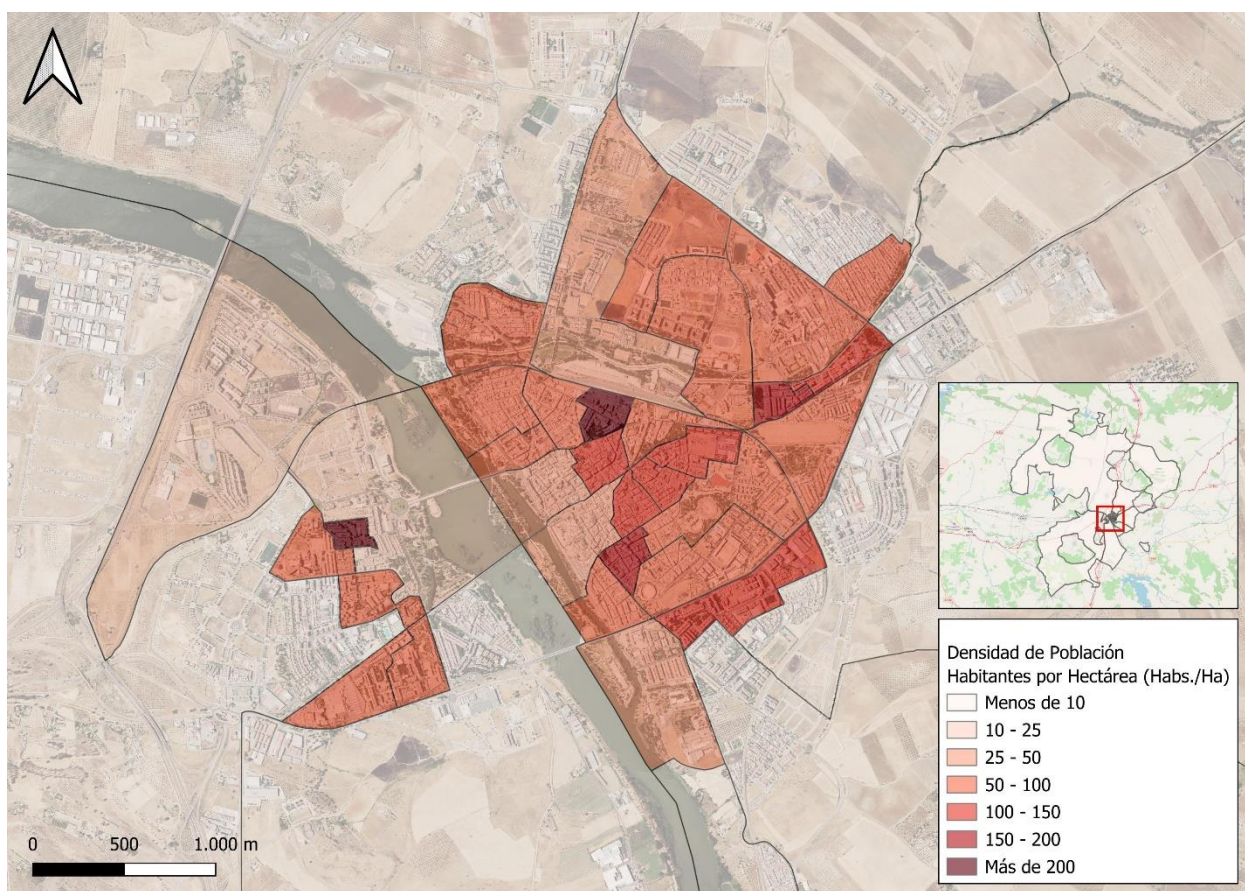 Densidad de Población
Habitantes por Hectárea (Habs./Ha)
Menos de 10
10 - 25
25 - 50
50 - 100
100 - 150
150 - 200
Más de 200
0 500 1.000 m